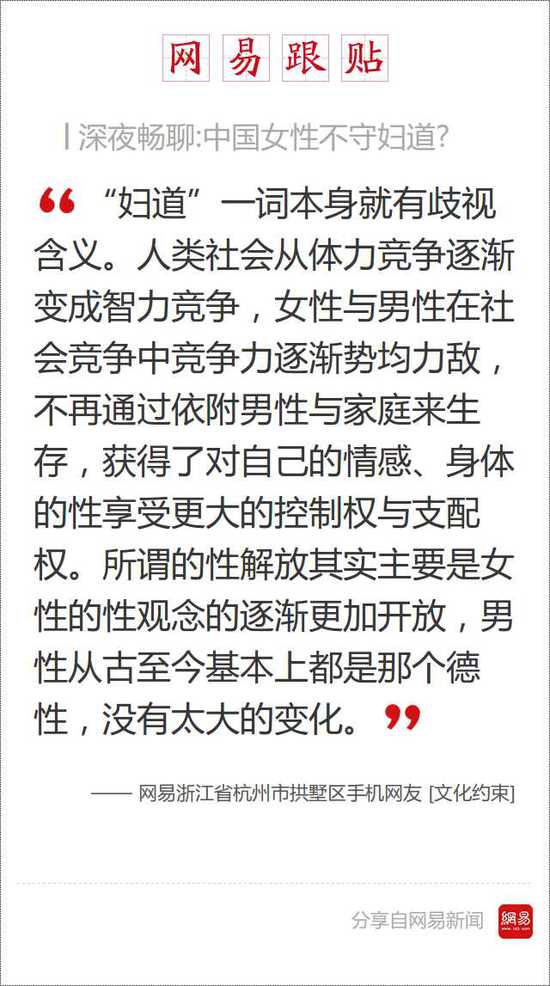 网易跟贴
深夜畅聊:中国女性不守妇道?
“妇道”一词本身就有歧视
含义。人类社会从体力竞争逐渐
变成智力竞争，女性与男性在社
会竞争中竞争力逐渐势均力敌，
不再通过依附男性与家庭来生
存，获得了对自己的情感、身体
的性享受更大的控制权与支配
权。所谓的性解放其实主要是女
性的性观念的逐渐更加开放，男
性从古至今基本上都是那个德
性，没有太大的变化。
—— 网易浙江省杭州市拱墅区手机网友 [文化约束]
分享自网易新闻
網易
www.163.com